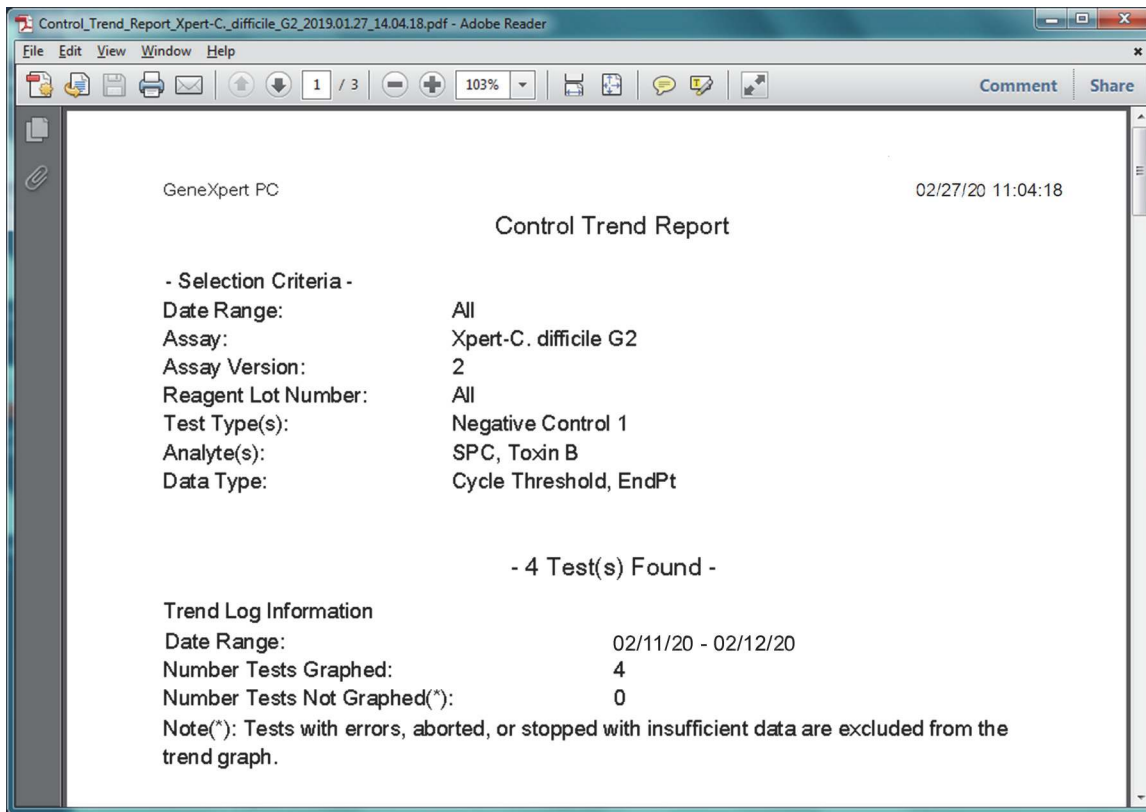 Control_Trend_Report_Xpert-C._difficile_G2_2019.01.27_14.04.18.pdf - Adobe Reader
File Edit View Window Help
1 / 3 103% Comment Share
GeneXpert PC 02/27/20 11:04:18
Control Trend Report
- Selection Criteria -
Date Range: All
Assay: Xpert-C. difficile G2
Assay Version: 2
Reagent Lot Number: All
Test Type(s): Negative Control 1
Analyte(s): SPC, Toxin B
Data Type: Cycle Threshold, EndPt
- 4 Test(s) Found -
Trend Log Information
Date Range: 02/11/20 - 02/12/20
Number Tests Graphed: 4
Number Tests Not Graphed(*): 0
Note(*): Tests with errors, aborted, or stopped with insufficient data are excluded from the
trend graph.